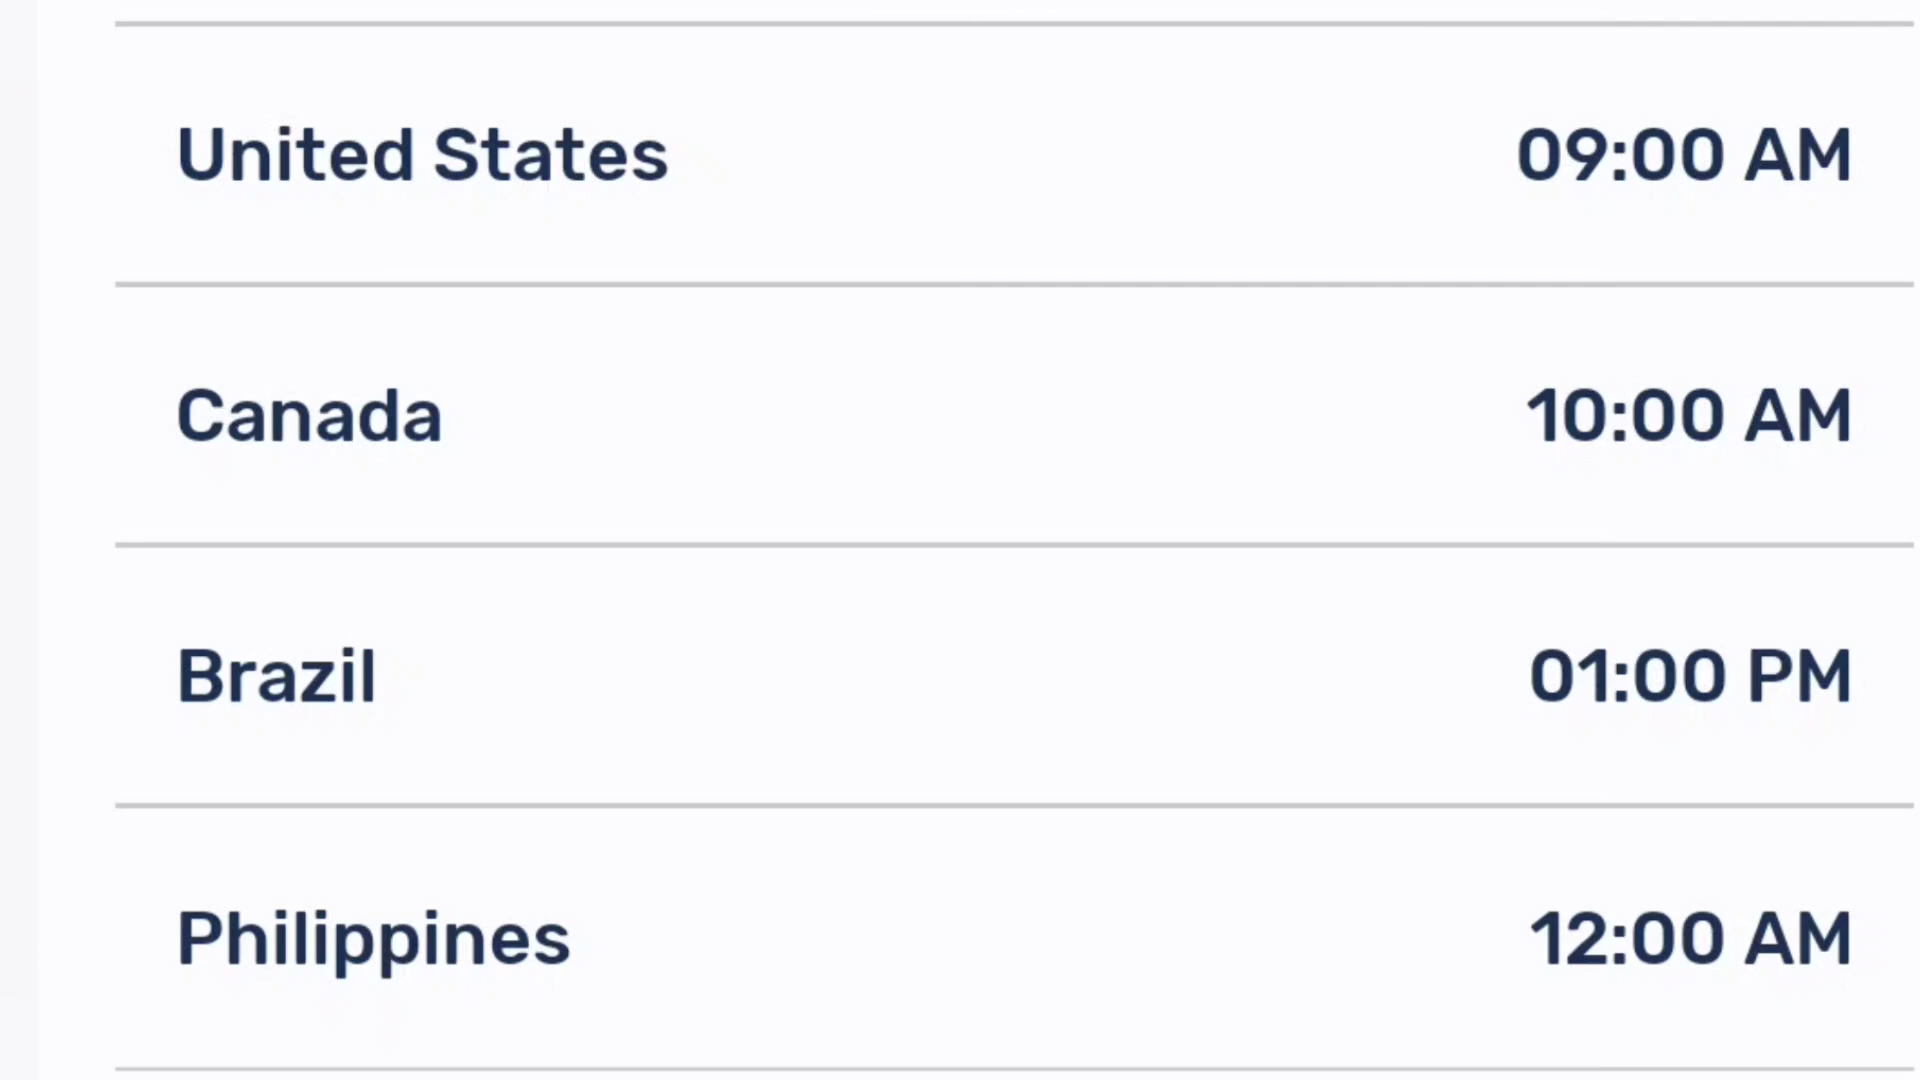 United States 09:00 AM
Canada 10:00 AM
Brazil 01:00 PM
Philippines 12:00 AM